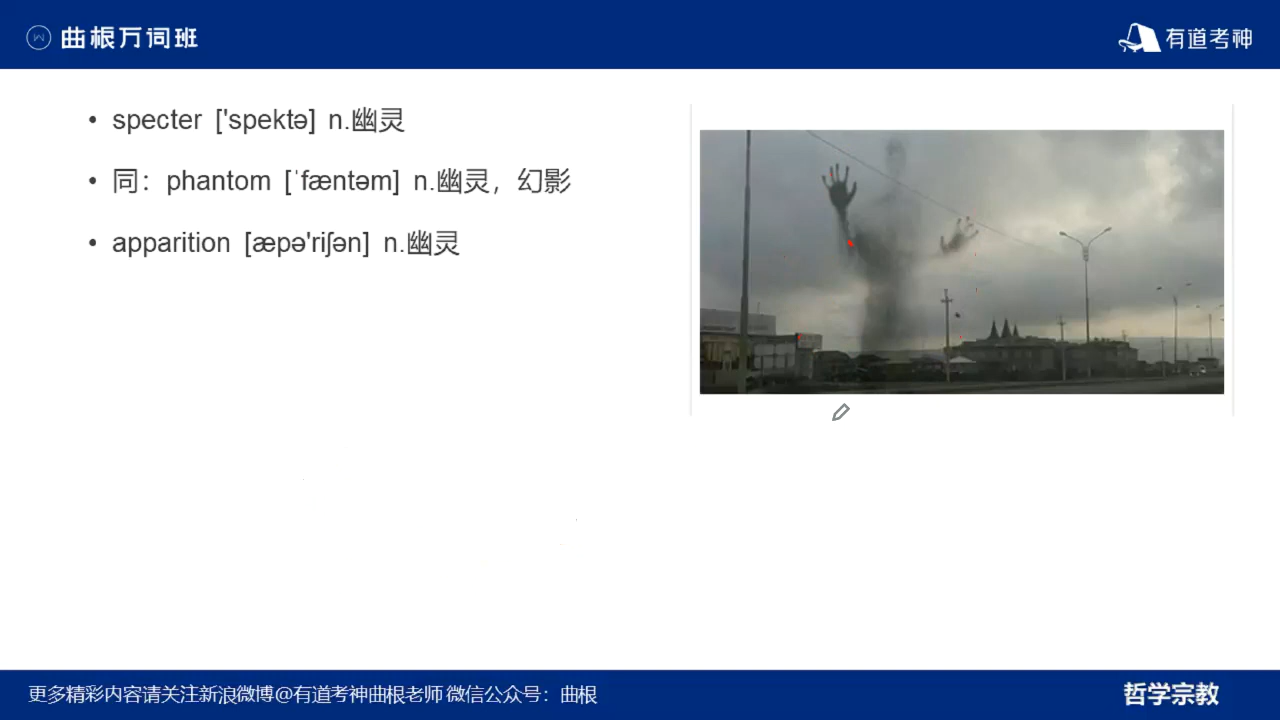 曲根万词班
有道考神
• specter ['spektə] n.幽灵
• 同：phantom [ˈfæntəm] n.幽灵，幻影
• apparition [æpə'riʃən] n.幽灵
更多精彩内容请关注新浪微博@有道考神曲根老师 微信公众号：曲根
哲学宗教